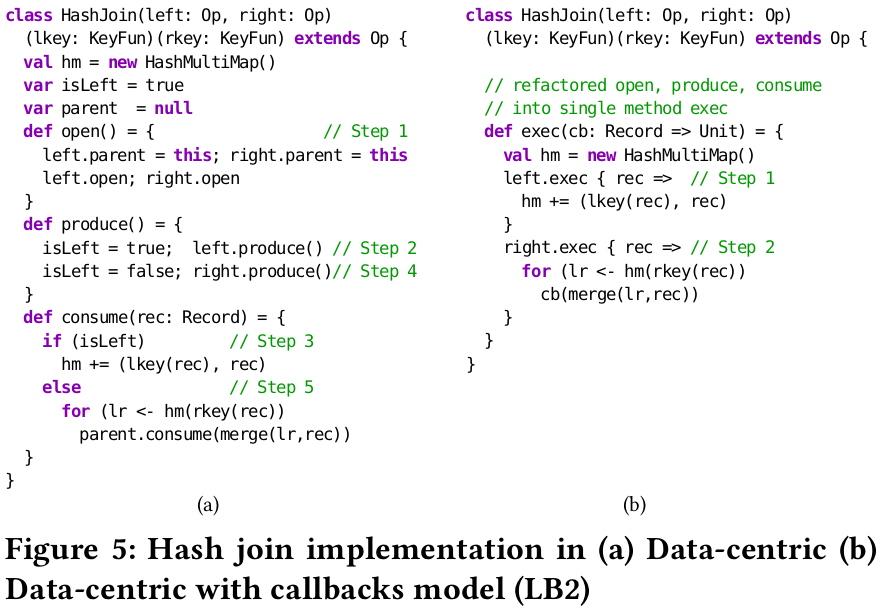 class HashJoin(left: Op, right: Op)
  (lkey: KeyFun)(rkey: KeyFun) extends Op {
  val hm = new HashMultiMap()
  var isLeft = true
  var parent  = null
  def open() = {                  // Step 1
    left.parent = this; right.parent = this
    left.open; right.open
  }
  def produce() = {
    isLeft = true;  left.produce() // Step 2
    isLeft = false; right.produce()// Step 4
  }
  def consume(rec: Record) = {
    if (isLeft)         // Step 3
      hm += (lkey(rec), rec)
    else                // Step 5
      for (lr <- hm(rkey(rec))
        parent.consume(merge(lr,rec))
  }
}
(a)
class HashJoin(left: Op, right: Op)
  (lkey: KeyFun)(rkey: KeyFun) extends Op {
  // refactored open, produce, consume
  // into single method exec
  def exec(cb: Record => Unit) = {
    val hm = new HashMultiMap()
    left.exec { rec =>  // Step 1
      hm += (lkey(rec), rec)
    }
    right.exec { rec => // Step 2
      for (lr <- hm(rkey(rec))
        cb(merge(lr,rec))
    }
  }
}
(b)
Figure 5: Hash join implementation in (a) Data-centric (b)
Data-centric with callbacks model (LB2)